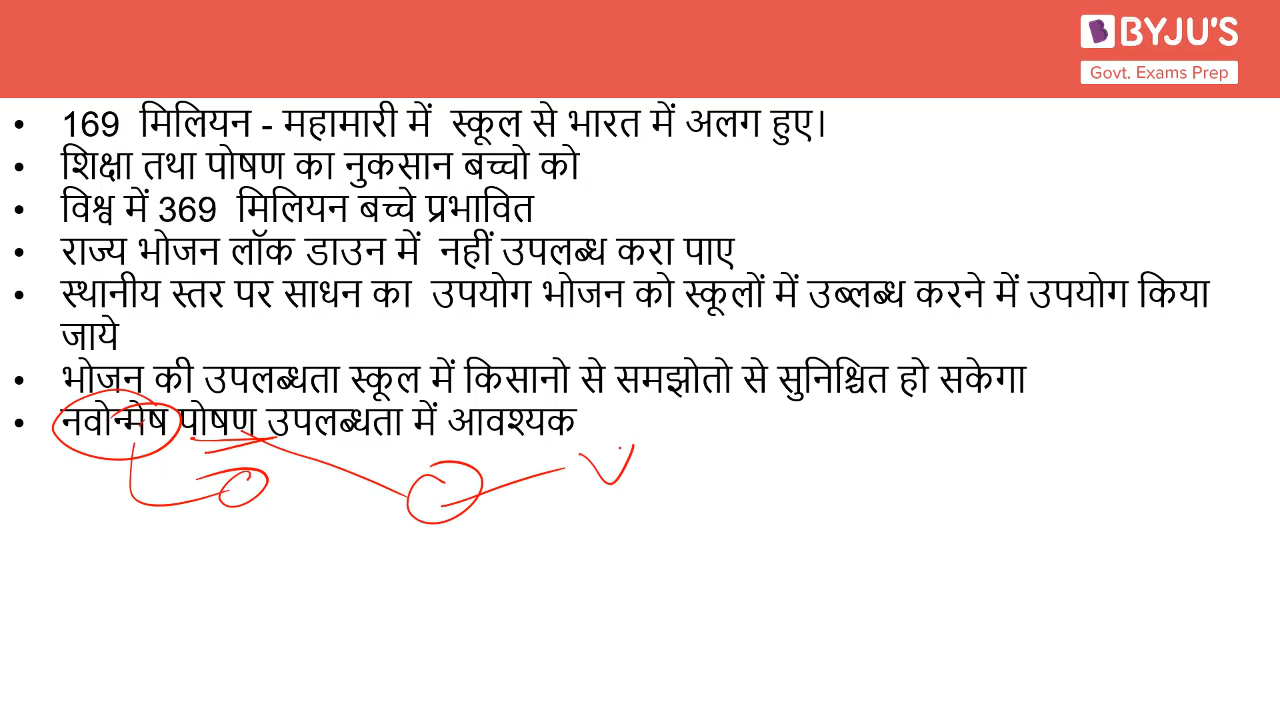 BYJU'S
Govt. Exams Prep
• 169 मिलियन - महामारी में स्कूल से भारत में अलग हुए।
• शिक्षा तथा पोषण का नुकसान बच्चो को
• विश्व में 369 मिलियन बच्चे प्रभावित
• राज्य भोजन लॉक डाउन में नहीं उपलब्ध करा पाए
• स्थानीय स्तर पर साधन का उपयोग भोजन को स्कूलों में उब्लब्ध करने में उपयोग किया
जाये
• भोजन की उपलब्धता स्कूल में किसानो से समझोतो से सुनिश्चित हो सकेगा
• नवोन्मेष पोषण उपलब्धता में आवश्यक